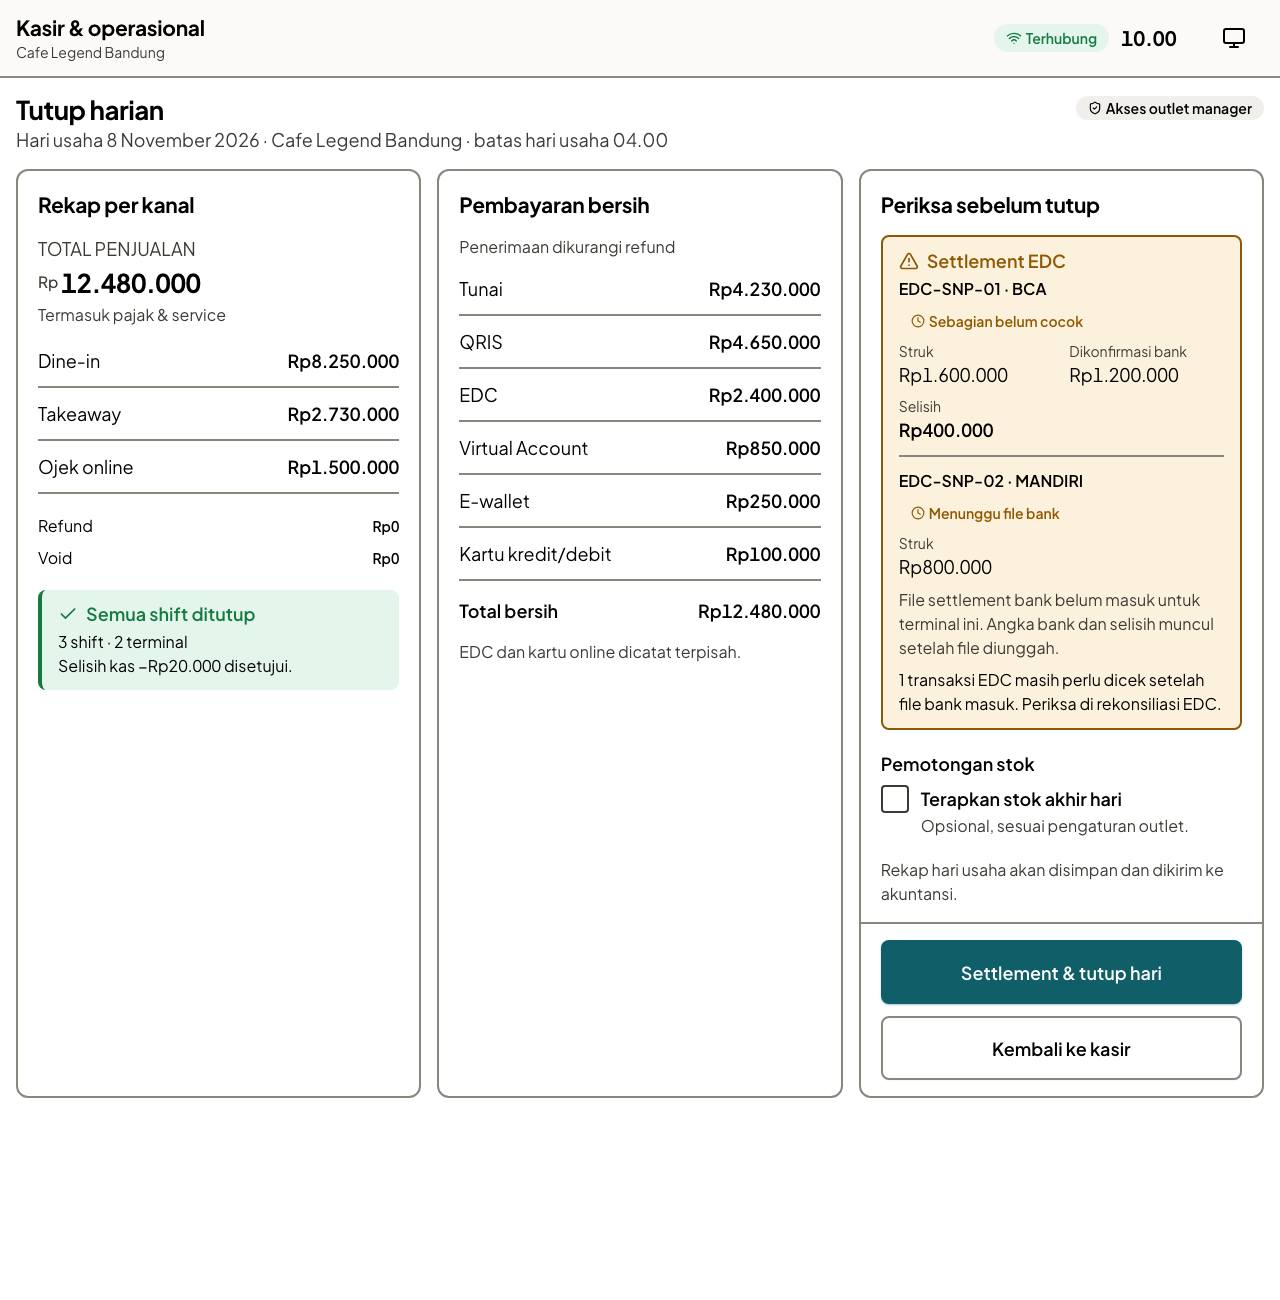 Kasir & operasional
Cafe Legend Bandung
Terhubung
10.00
Tutup harian
Hari usaha 8 November 2026 · Cafe Legend Bandung · batas hari usaha 04.00
Akses outlet manager
Rekap per kanal
TOTAL PENJUALAN
Rp 12.480.000
Termasuk pajak & service
Dine-in Rp8.250.000
Takeaway Rp2.730.000
Ojek online Rp1.500.000
Refund Rp0
Void Rp0
Semua shift ditutup
3 shift · 2 terminal
Selisih kas −Rp20.000 disetujui.
Pembayaran bersih
Penerimaan dikurangi refund
Tunai Rp4.230.000
QRIS Rp4.650.000
EDC Rp2.400.000
Virtual Account Rp850.000
E-wallet Rp250.000
Kartu kredit/debit Rp100.000
Total bersih Rp12.480.000
EDC dan kartu online dicatat terpisah.
Periksa sebelum tutup
Settlement EDC
EDC-SNP-01 · BCA
Sebagian belum cocok
Struk Dikonfirmasi bank
Rp1.600.000 Rp1.200.000
Selisih
Rp400.000
EDC-SNP-02 · MANDIRI
Menunggu file bank
Struk
Rp800.000
File settlement bank belum masuk untuk
terminal ini. Angka bank dan selisih muncul
setelah file diunggah.
1 transaksi EDC masih perlu dicek setelah
file bank masuk. Periksa di rekonsiliasi EDC.
Pemotongan stok
Terapkan stok akhir hari
Opsional, sesuai pengaturan outlet.
Rekap hari usaha akan disimpan dan dikirim ke
akuntansi.
Settlement & tutup hari
Kembali ke kasir